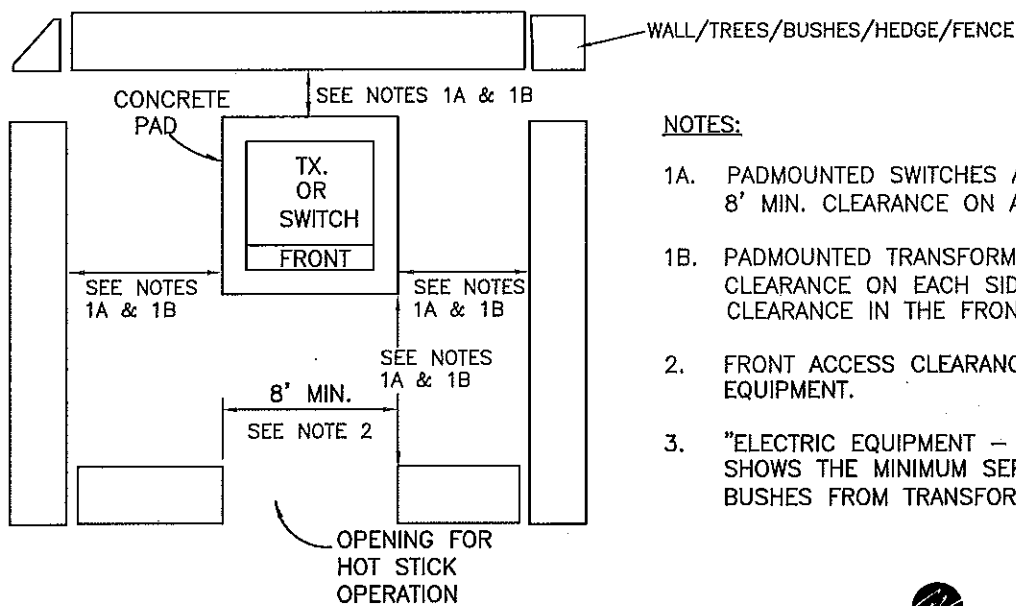 WALL/TREES/BUSHES/HEDGE/FENCE
CONCRETE
PAD
SEE NOTES 1A & 1B
TX.
OR
SWITCH
FRONT
SEE NOTES
1A & 1B
SEE NOTES
1A & 1B
SEE NOTES
1A & 1B
8' MIN.
SEE NOTE 2
OPENING FOR
HOT STICK
OPERATION
NOTES:
1A. PADMOUNTED SWITCHES
8' MIN. CLEARANCE ON
1B. PADMOUNTED TRANSFORM
CLEARANCE ON EACH SID
CLEARANCE IN THE FRON
2. FRONT ACCESS CLEARANC
EQUIPMENT.
3. "ELECTRIC EQUIPMENT –
SHOWS THE MINIMUM SEP
BUSHES FROM TRANSFOR